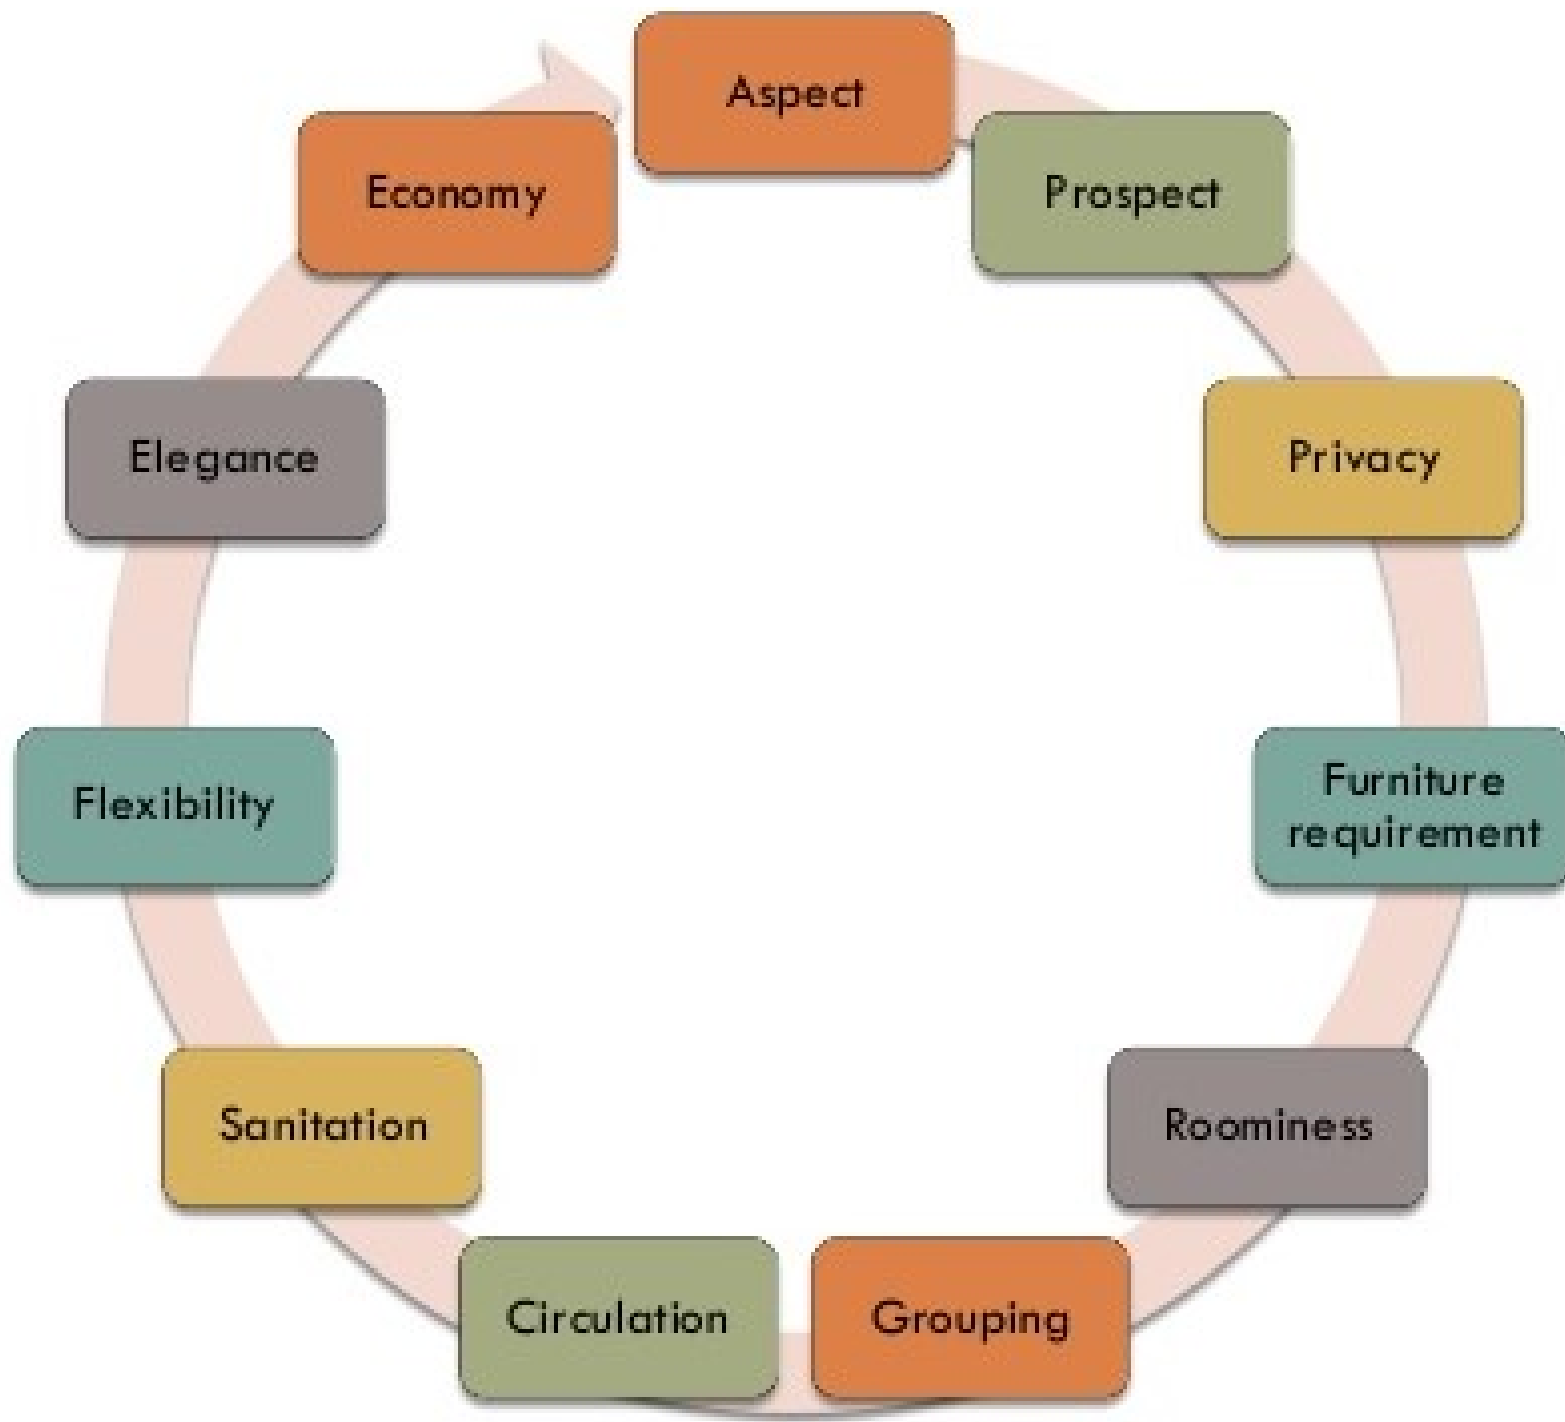 Aspect
Prospect
Privacy
Furniture
requirement
Roominess
Grouping
Circulation
Sanitation
Flexibility
Elegance
Economy